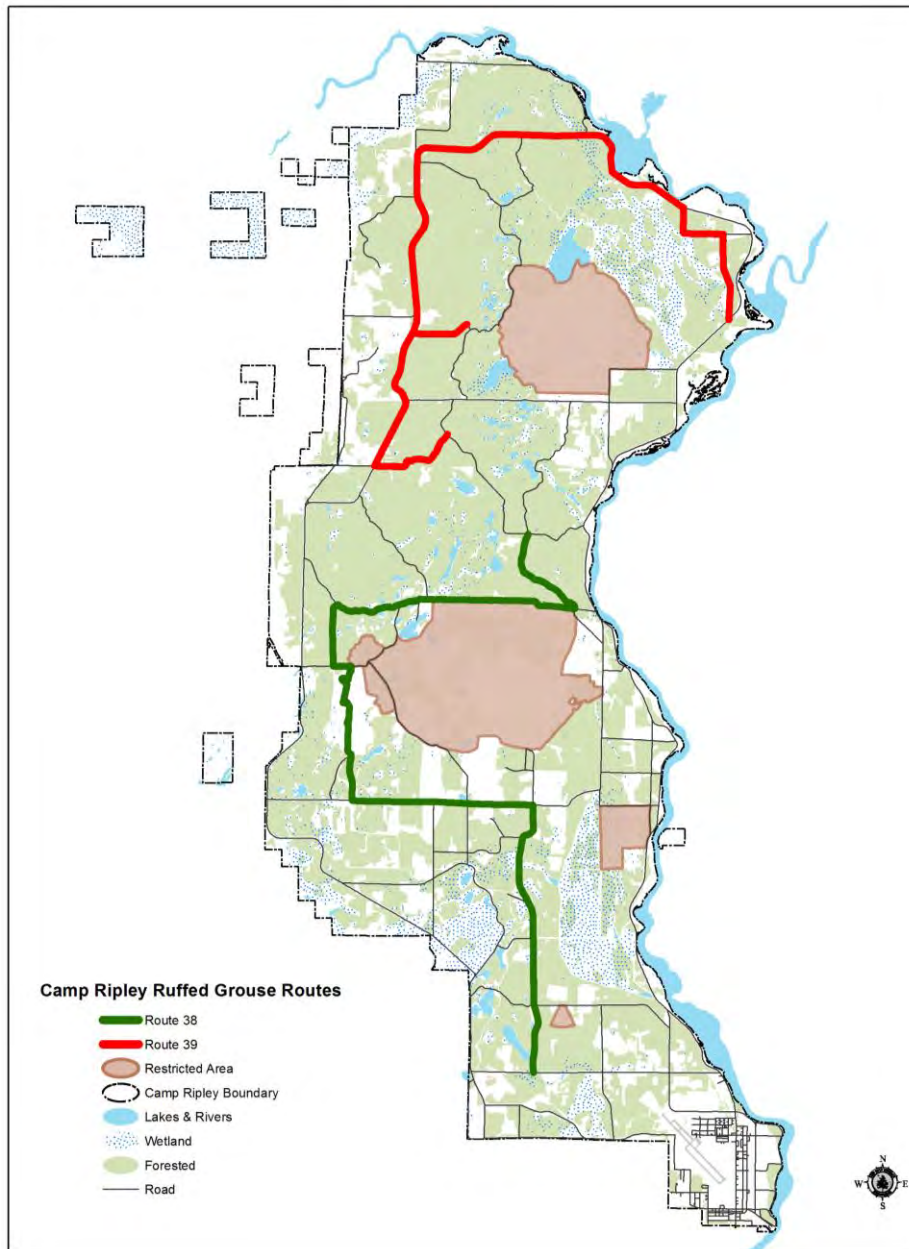 Camp Ripley Ruffed Grouse Routes
Route 38
Route 39
Restricted Area
Camp Ripley Boundary
Lakes & Rivers
Wetland
Forested
Road
N
W E
S